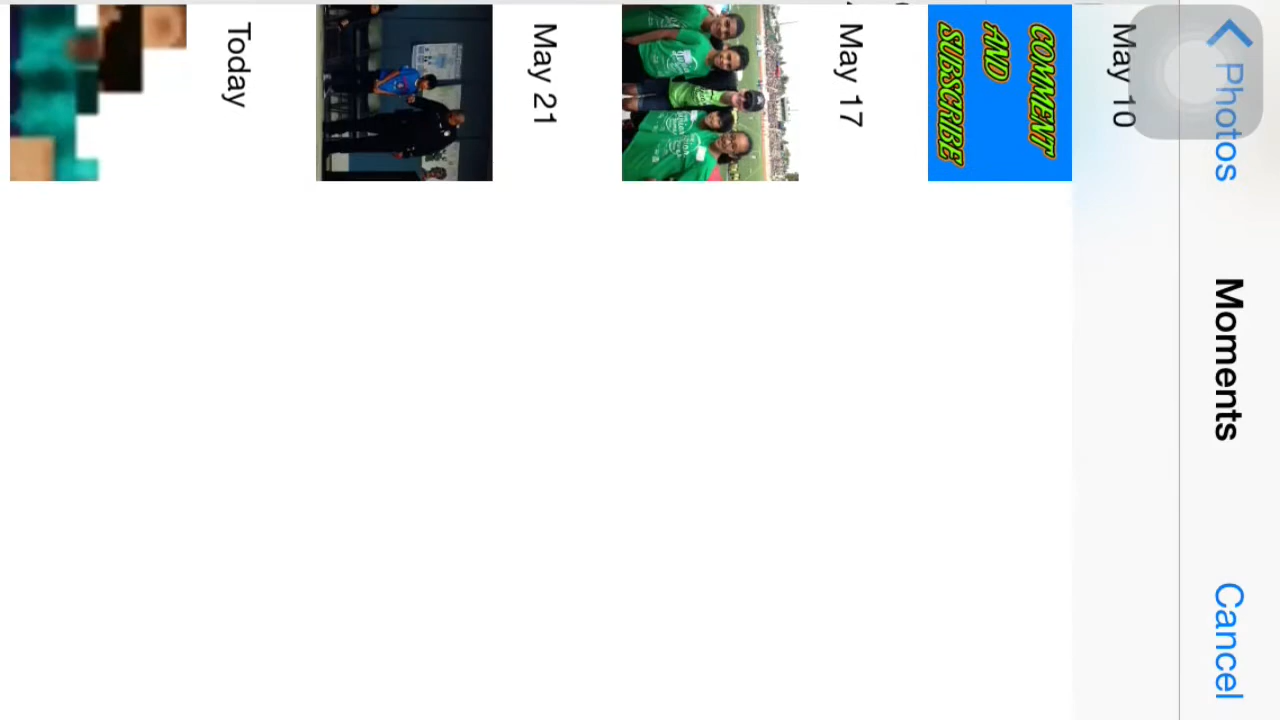 Photos
Moments
Cancel
May 10
COMMENT
AND
SUBSCRIBE
May 17
May 21
Today